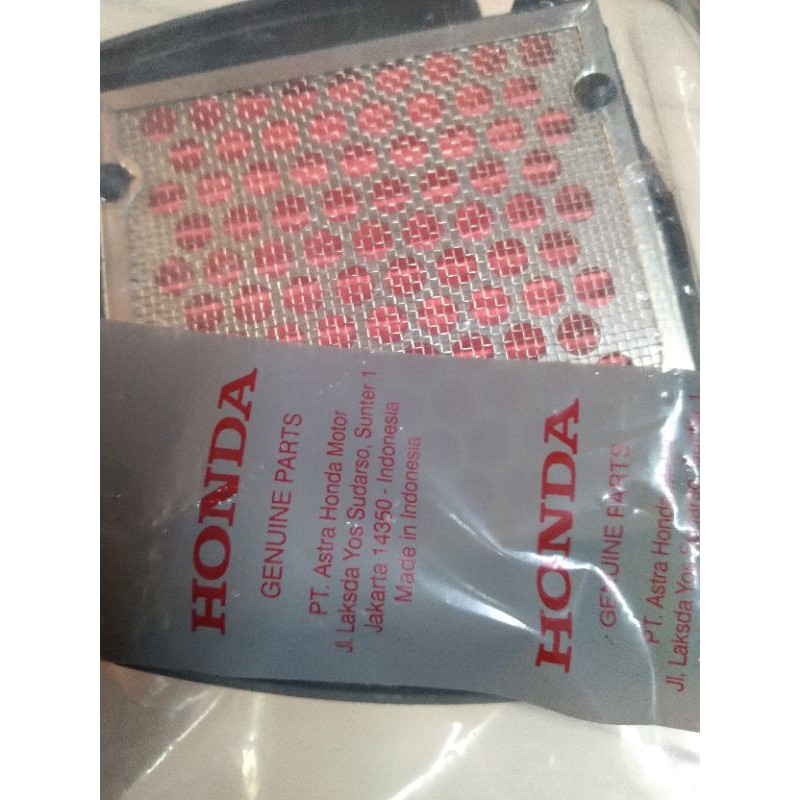 HONDA
GENUINE PARTS
PT. Astra Honda Motor
Jl. Laksda Yos Sudarso, Sunter 1
Jakarta 14350 - Indonesia
Made in Indonesia
HONDA
GENUINE PARTS
PT. Astra Honda
Jl. Laksda Yos